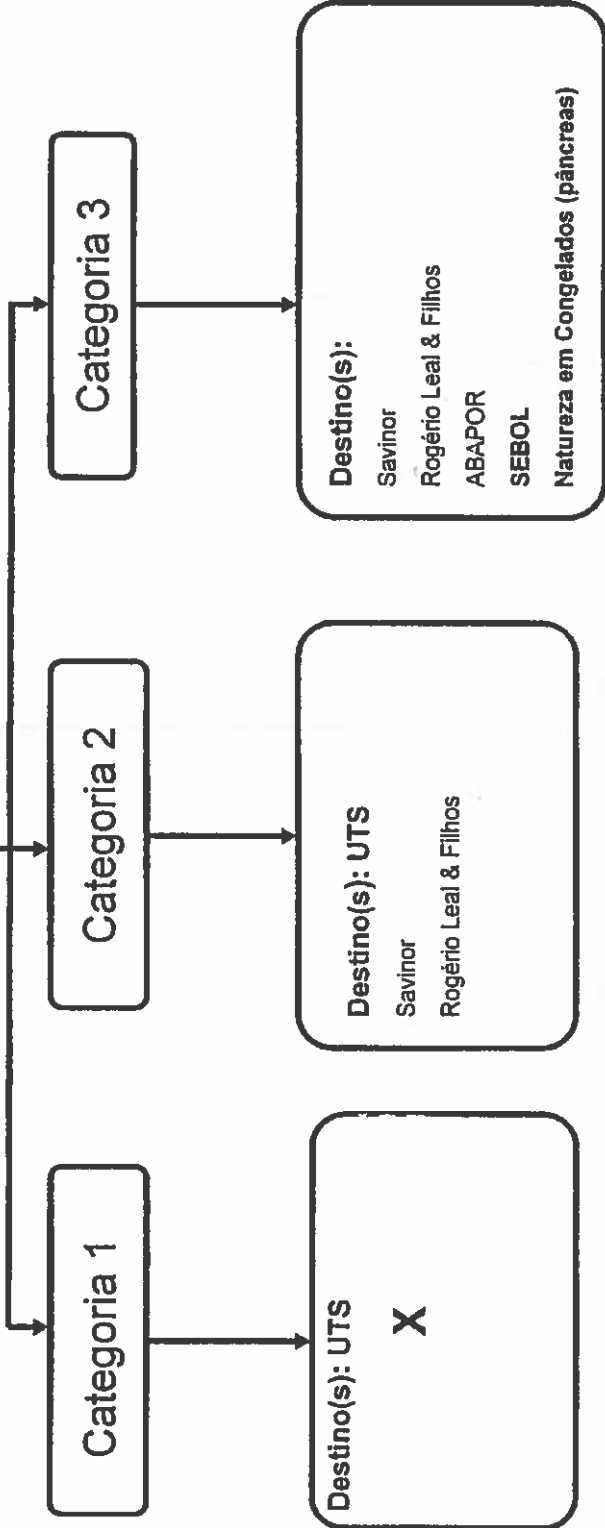 Categoria 1
Destino(s): UTS
X
Categoria 2
Destino(s): UTS
Savinor
Rogério Leal & Filhos
Categoria 3
Destino(s):
Savinor
Rogério Leal & Filhos
ABAPOR
SEBOL
Natureza em Congelados (pâncreas)